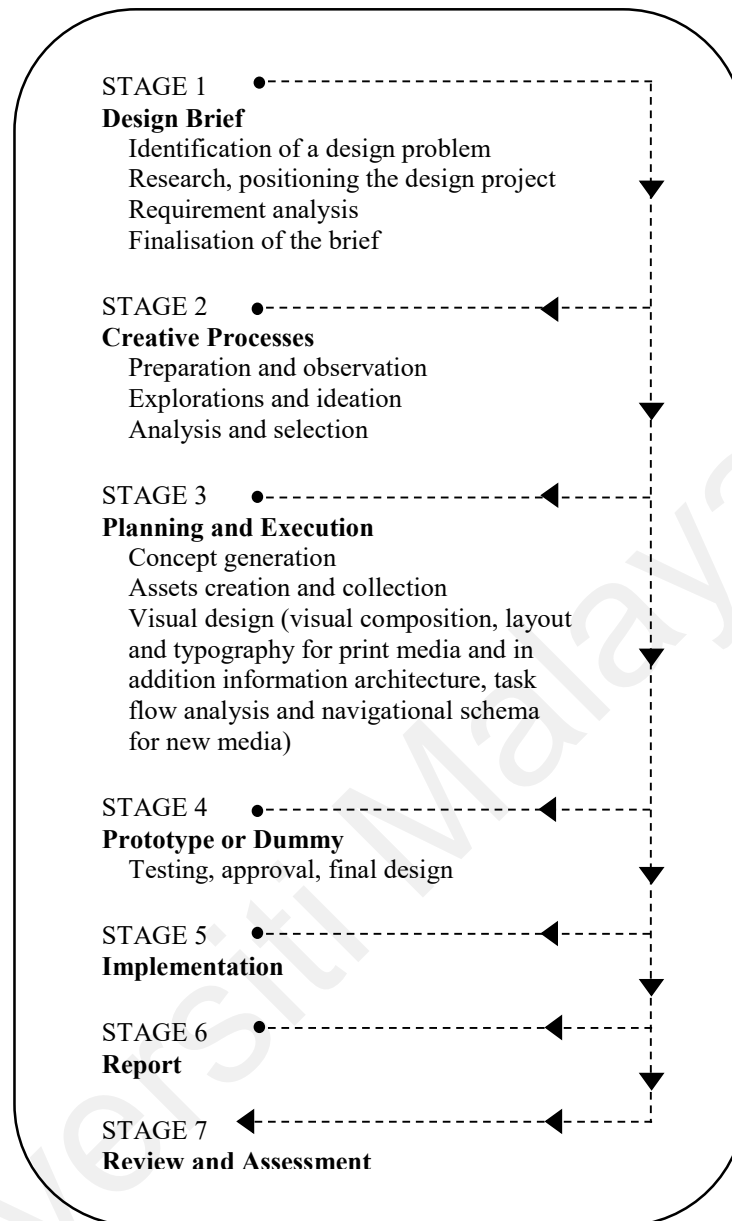 STAGE 1
Design Brief
Identification of a design problem
Research, positioning the design project
Requirement analysis
Finalisation of the brief
STAGE 2
Creative Processes
Preparation and observation
Explorations and ideation
Analysis and selection
STAGE 3
Planning and Execution
Concept generation
Assets creation and collection
Visual design (visual composition, layout
and typography for print media and in
addition information architecture, task
flow analysis and navigational schema
for new media)
STAGE 4
Prototype or Dummy
Testing, approval, final design
STAGE 5
Implementation
STAGE 6
Report
STAGE 7
Review and Assessment
versiti Malaya